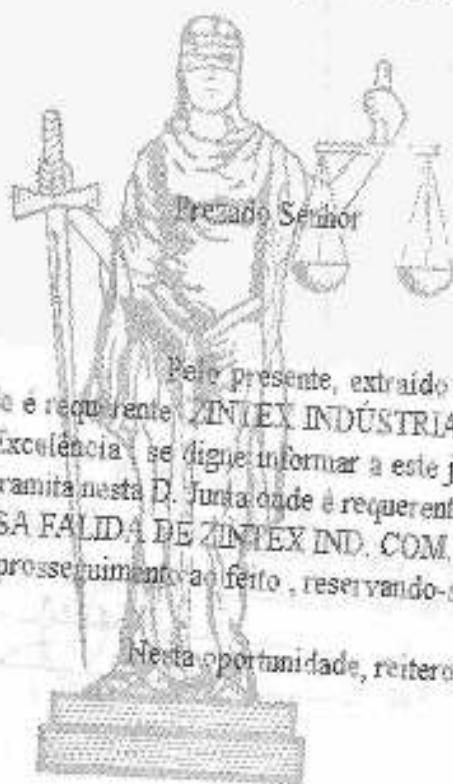 Prezado Senhor
Pelo presente, extraído
e é requerente ZINTEX INDÚSTRIA
Excelência se digne informar a este j
ramita nesta D. Junta onde é requerent
SA FALIDA DE ZINTEX IND. COM.
prosseguimento ao feito , reservando-s
Nesta oportunidade, reitero